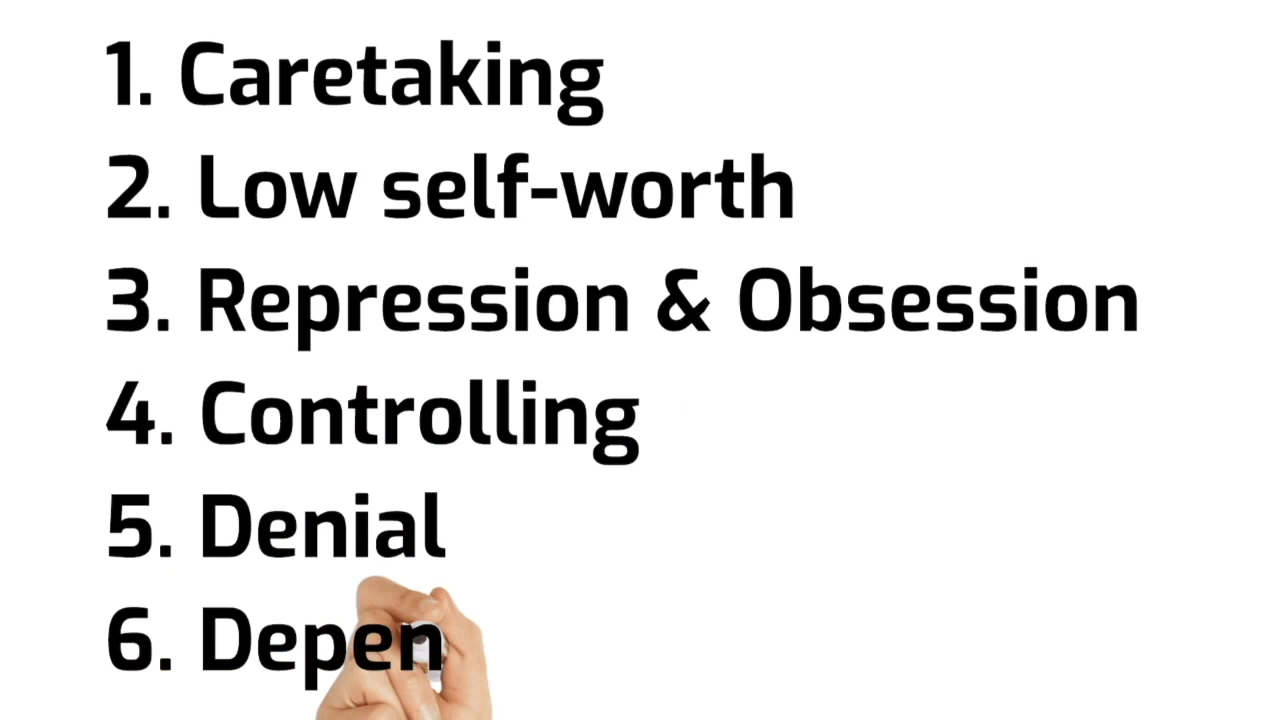 1. Caretaking
2. Low self-worth
3. Repression & Obsession
4. Controlling
5. Denial
6. Depen